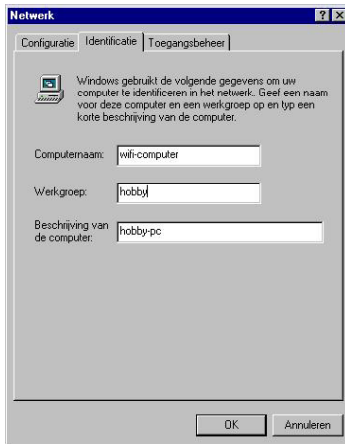 Netwerk
Configuratie Identificatie Toegangsbeheer
Windows gebruikt de volgende gegevens om uw
computer te identificeren in het netwerk. Geef een naam
voor deze computer en een werkgroep op en typ een
korte beschrijving van de computer.
Computernaam: wifi-computer
Werkgroep: hobby
Beschrijving van
de computer: hobby-pc
OK Annuleren